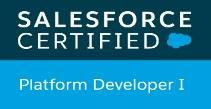 SALESFORCE
CERTIFIED
Platform Developer I